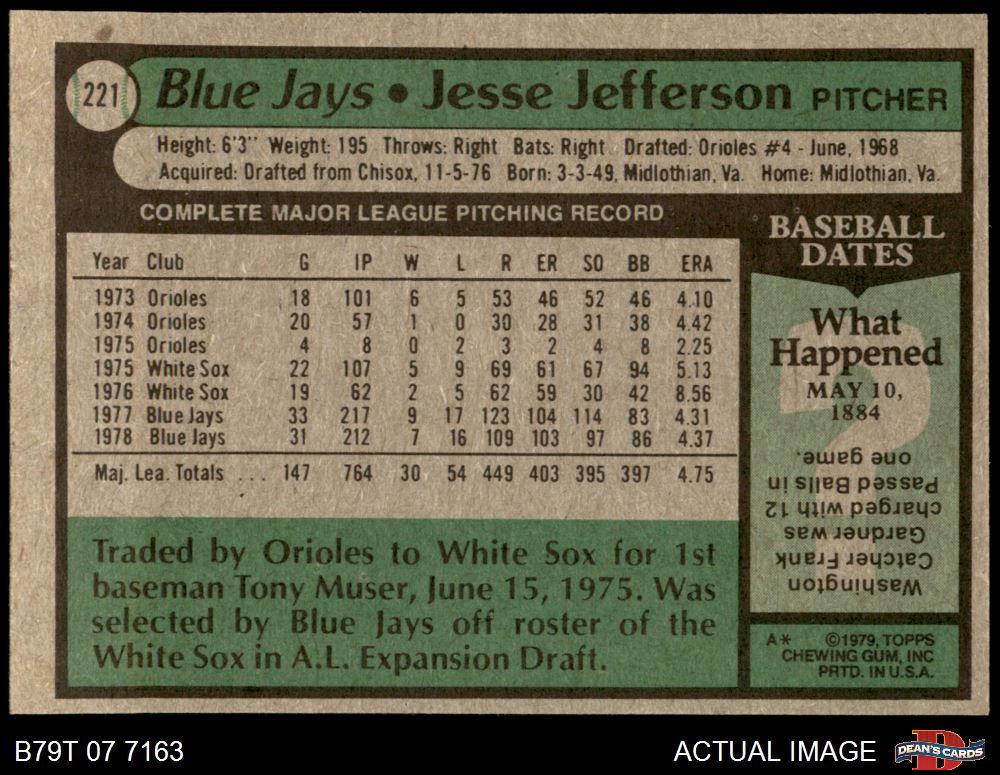 221
Blue Jays • Jesse Jefferson PITCHER
Height: 6'3" Weight: 195 Throws: Right Bats: Right Drafted: Orioles #4 - June, 1968
Acquired: Drafted from Chisox, 11-5-76 Born: 3-3-49, Midlothian, Va. Home: Midlothian, Va.
COMPLETE MAJOR LEAGUE PITCHING RECORD
Year Club G IP W L R ER SO BB ERA
1973 Orioles 18 101 6 5 53 46 52 46 4.10
1974 Orioles 20 57 1 0 30 28 31 38 4.42
1975 Orioles 4 8 0 2 3 2 4 8 2.25
1975 White Sox 22 107 5 9 69 61 67 94 5.13
1976 White Sox 19 62 2 5 62 59 30 42 8.56
1977 Blue Jays 33 217 9 17 123 104 114 83 4.31
1978 Blue Jays 31 212 7 16 109 103 97 86 4.37
Maj. Lea. Totals ... 147 764 30 54 449 403 395 397 4.75
Traded by Orioles to White Sox for 1st
baseman Tony Muser, June 15, 1975. Was
selected by Blue Jays off roster of the
White Sox in A.L. Expansion Draft.
BASEBALL
DATES
What
Happened
MAY 10,
1884
?
Washington
Catcher Frank
Gardner was
charged with 12
Passed Balls in
one game.
A* ©1979, TOPPS
CHEWING GUM, INC
PRTD. IN U.S.A.
B79T 07 7163
ACTUAL IMAGE
D
DEAN'S CARDS